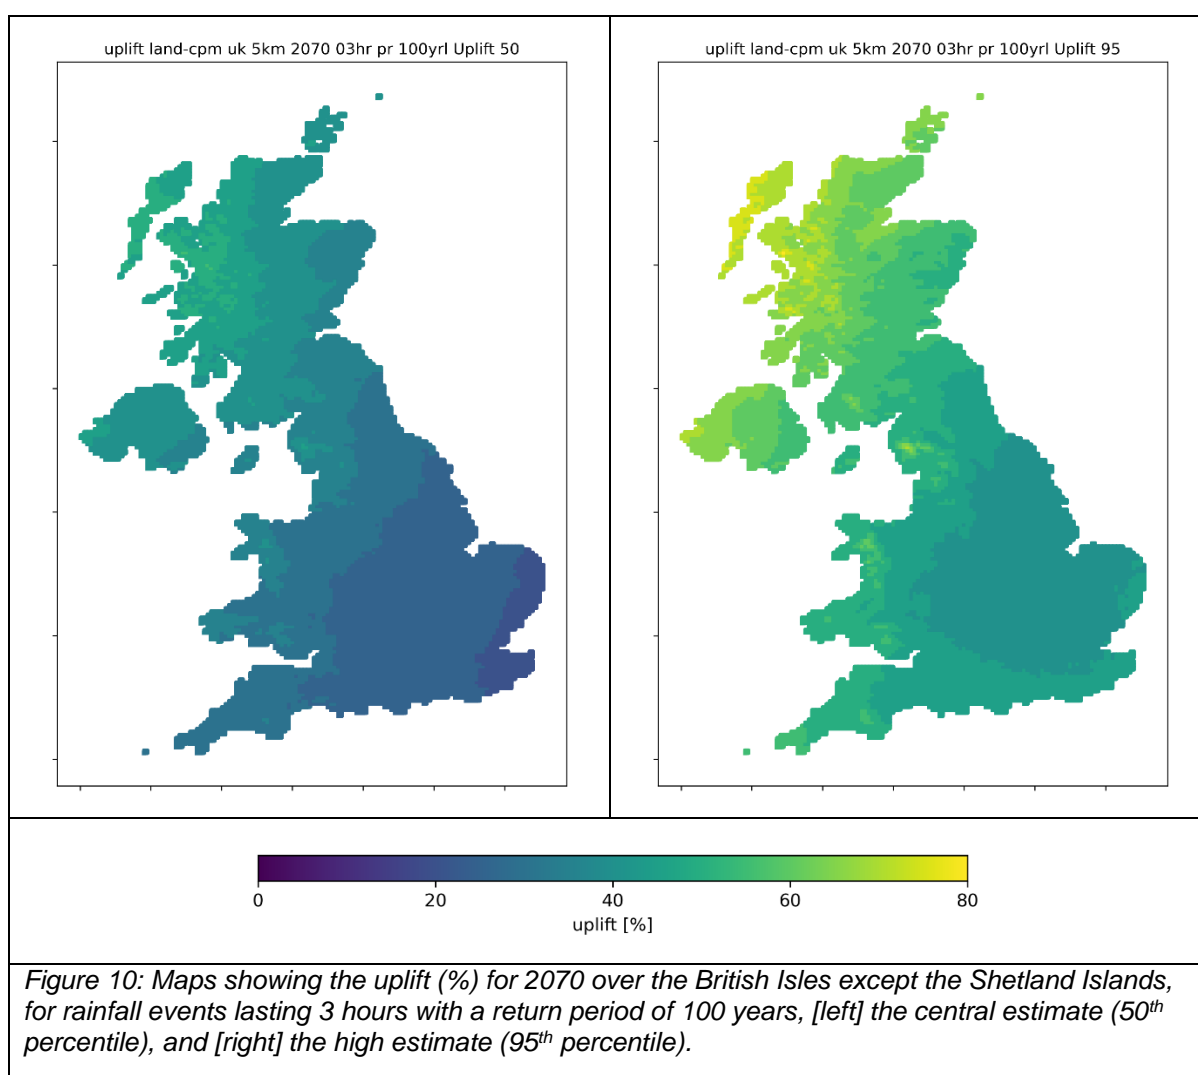 uplift land-cpm uk 5km 2070 03hr pr 100yrl Uplift 50
uplift land-cpm uk 5km 2070 03hr pr 100yrl Uplift 95
0 20 40 60 80
uplift [%]
Figure 10: Maps showing the uplift (%) for 2070 over the British Isles except the Shetland Islands,
for rainfall events lasting 3 hours with a return period of 100 years, [left] the central estimate (50th
percentile), and [right] the high estimate (95th percentile).